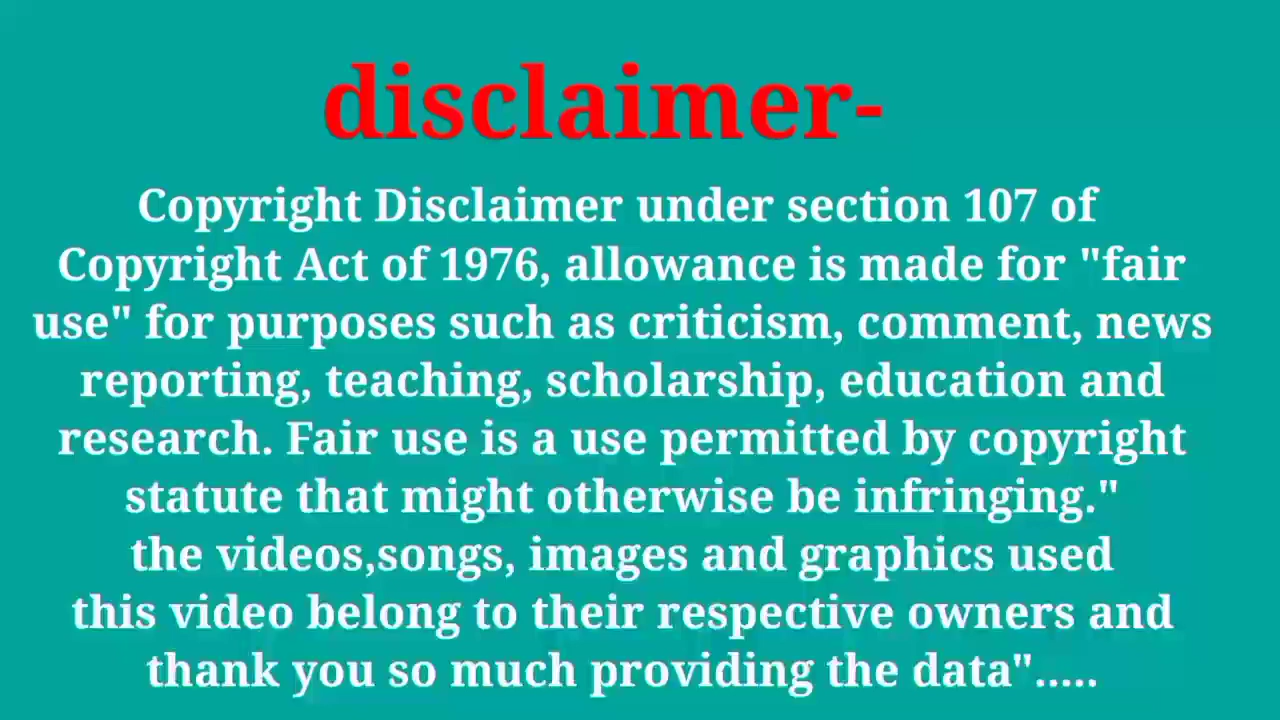 disclaimer-
Copyright Disclaimer under section 107 of
Copyright Act of 1976, allowance is made for "fair
use" for purposes such as criticism, comment, news
reporting, teaching, scholarship, education and
research. Fair use is a use permitted by copyright
statute that might otherwise be infringing."
the videos,songs, images and graphics used
this video belong to their respective owners and
thank you so much providing the data".....